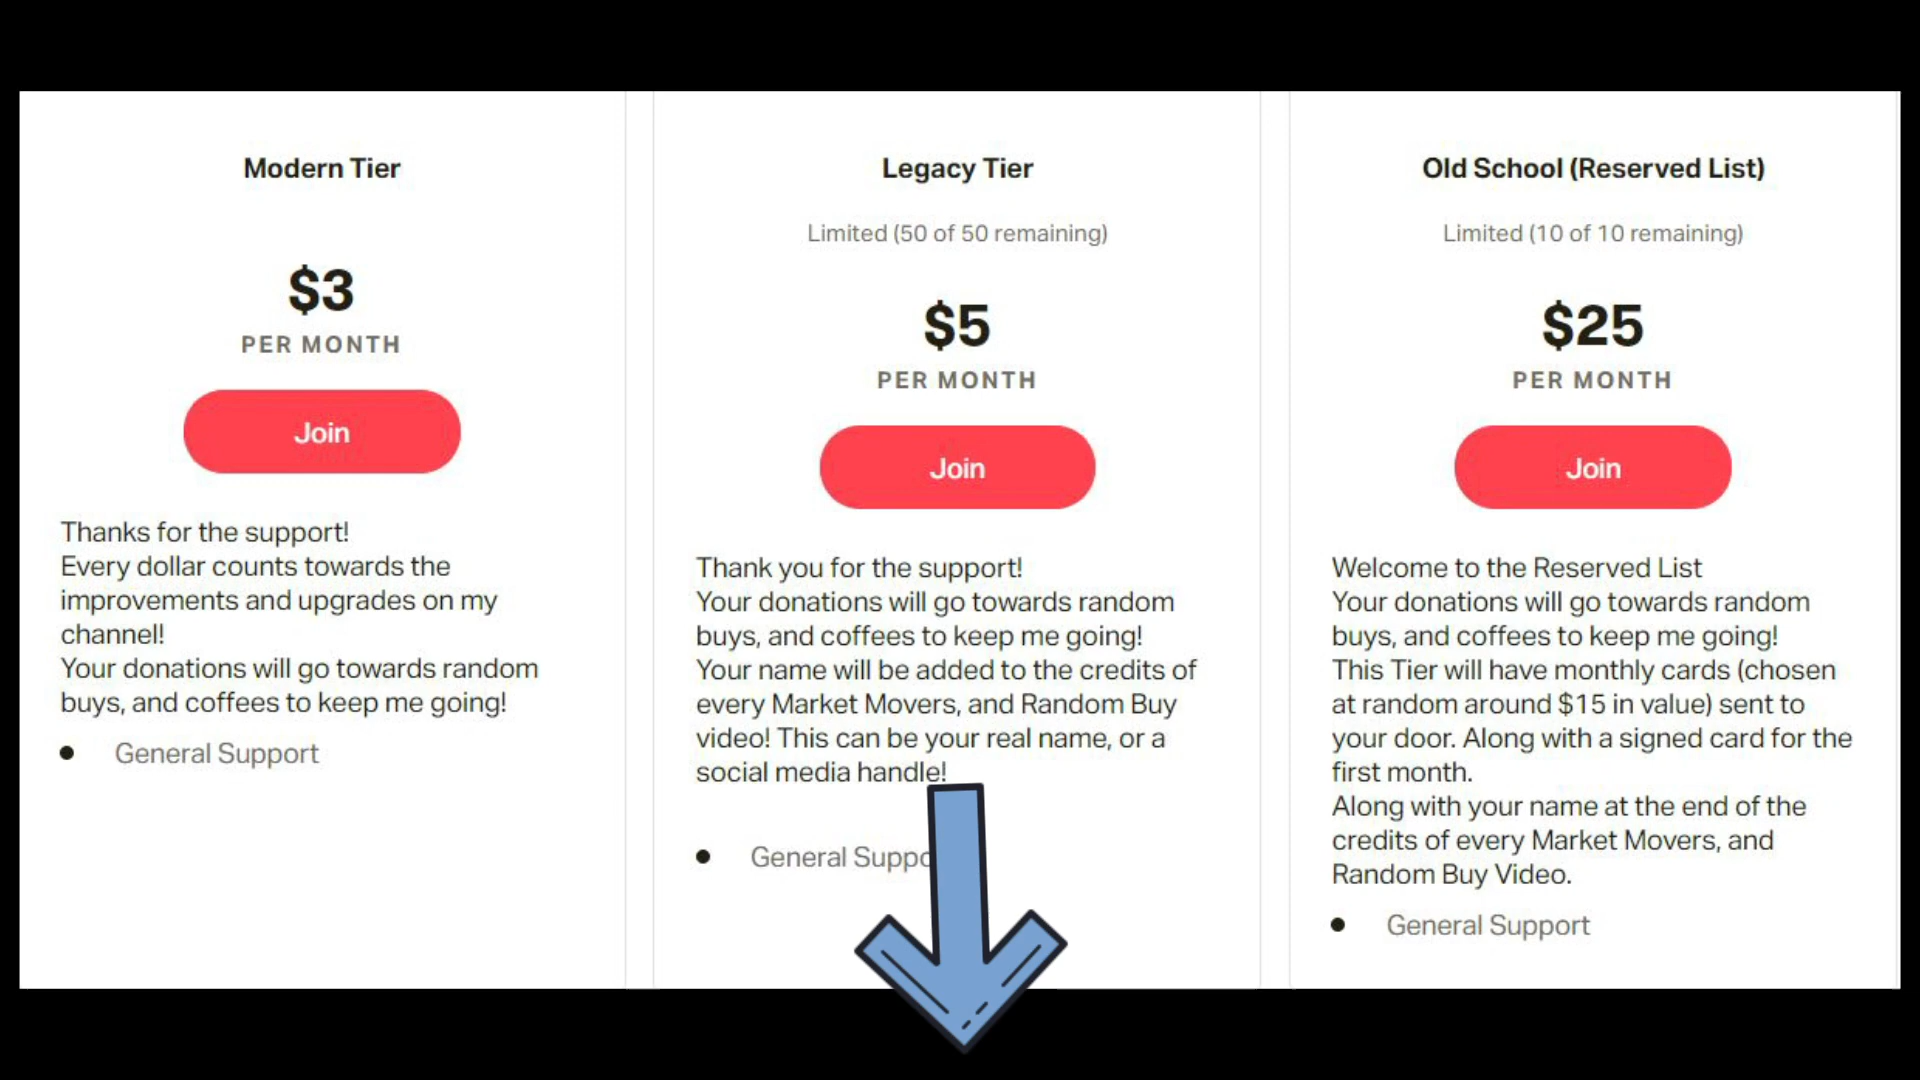 Modern Tier
$3
PER MONTH
Join
Thanks for the support!
Every dollar counts towards the
improvements and upgrades on my
channel!
Your donations will go towards random
buys, and coffees to keep me going!
General Support
Legacy Tier
Limited (50 of 50 remaining)
$5
PER MONTH
Join
Thank you for the support!
Your donations will go towards random
buys, and coffees to keep me going!
Your name will be added to the credits of
every Market Movers, and Random Buy
video! This can be your real name, or a
social media handle!
General
Old School (Reserved List)
Limited (10 of 10 remaining)
$25
PER MONTH
Join
Welcome to the Reserved List
Your donations will go towards random
buys, and coffees to keep me going!
This Tier will have monthly cards (chosen
at random around $15 in value) sent to
your door. Along with a signed card for the
first month.
Along with your name at the end of the
credits of every Market Movers, and
Random Buy Video.
General Support